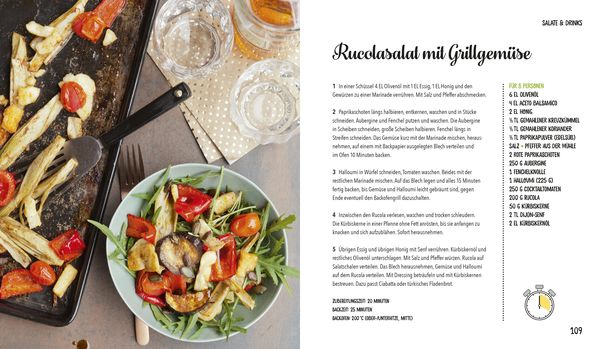 SALATE & DRINKS
Rucolasalat mit Grillgemüse
1 In einer Schüssel 4 EL Olivenöl mit 1 EL Essig, 1 EL Honig und den
Gewürzen zu einer Marinade verrühren. Mit Salz und Pfeffer abschmecken.
2 Paprikaschoten längs halbieren, entkernen, waschen und in Stücke
schneiden. Aubergine und Fenchel putzen und waschen. Die Aubergine
in Scheiben schneiden, große Scheiben halbieren. Fenchel längs in
Streifen schneiden. Das Gemüse kurz mit der Marinade mischen, heraus
nehmen, auf einem mit Backpapier ausgelegten Blech verteilen und
im Ofen 10 Minuten backen.
3 Halloumi in Würfel schneiden, Tomaten waschen. Beides mit der
restlichen Marinade mischen. Auf das Blech legen und alles 15 Minuten
fertig backen, bis Gemüse und Halloumi leicht gebräunt sind, gegen
Ende eventuell den Backofengrill dazuschalten.
4 Inzwischen den Rucola verlesen, waschen und trocken schleudern.
Die Kürbiskerne in einer Pfanne ohne Fett anrösten, bis sie anfangen zu
knacken und sich aufzublähen. Sofort herausnehmen.
5 Übrigen Essig und übrigen Honig mit Senf verrühren. Kürbiskernöl und
restliches Olivenöl unterschlagen. Mit Salz und Pfeffer würzen. Rucola auf
Salatschalen verteilen. Das Blech herausnehmen, Gemüse und Halloumi
auf dem Rucola verteilen. Mit Dressing beträufeln und mit Kürbiskernen
bestreuen. Dazu passt Ciabatta oder türkisches Fladenbrot.
ZUBEREITUNGSZEIT: 20 MINUTEN
BACKZEIT: 25 MINUTEN
BACKOFEN: 200 °C (OBER-/UNTERHITZE, MITTE)
FÜR 5 PERSONEN
6 EL OLIVENÖL
4 EL ACETO BALSAMICO
2 EL HONIG
½ TL GEMAHLENER KREUZKÜMMEL
½ TL GEMAHLENER KORIANDER
½ TL PAPRIKAPULVER (EDELSÜSS)
SALZ + PFEFFER AUS DER MÜHLE
2 ROTE PAPRIKASCHOTEN
250 G AUBERGINE
1 FENCHELKNOLLE
1 HALLOUMI (225 G)
250 G COCKTAILTOMATEN
200 G RUCOLA
50 G KÜRBISKERNE
2 TL DIJON-SENF
2 EL KÜRBISKERNÖL
109